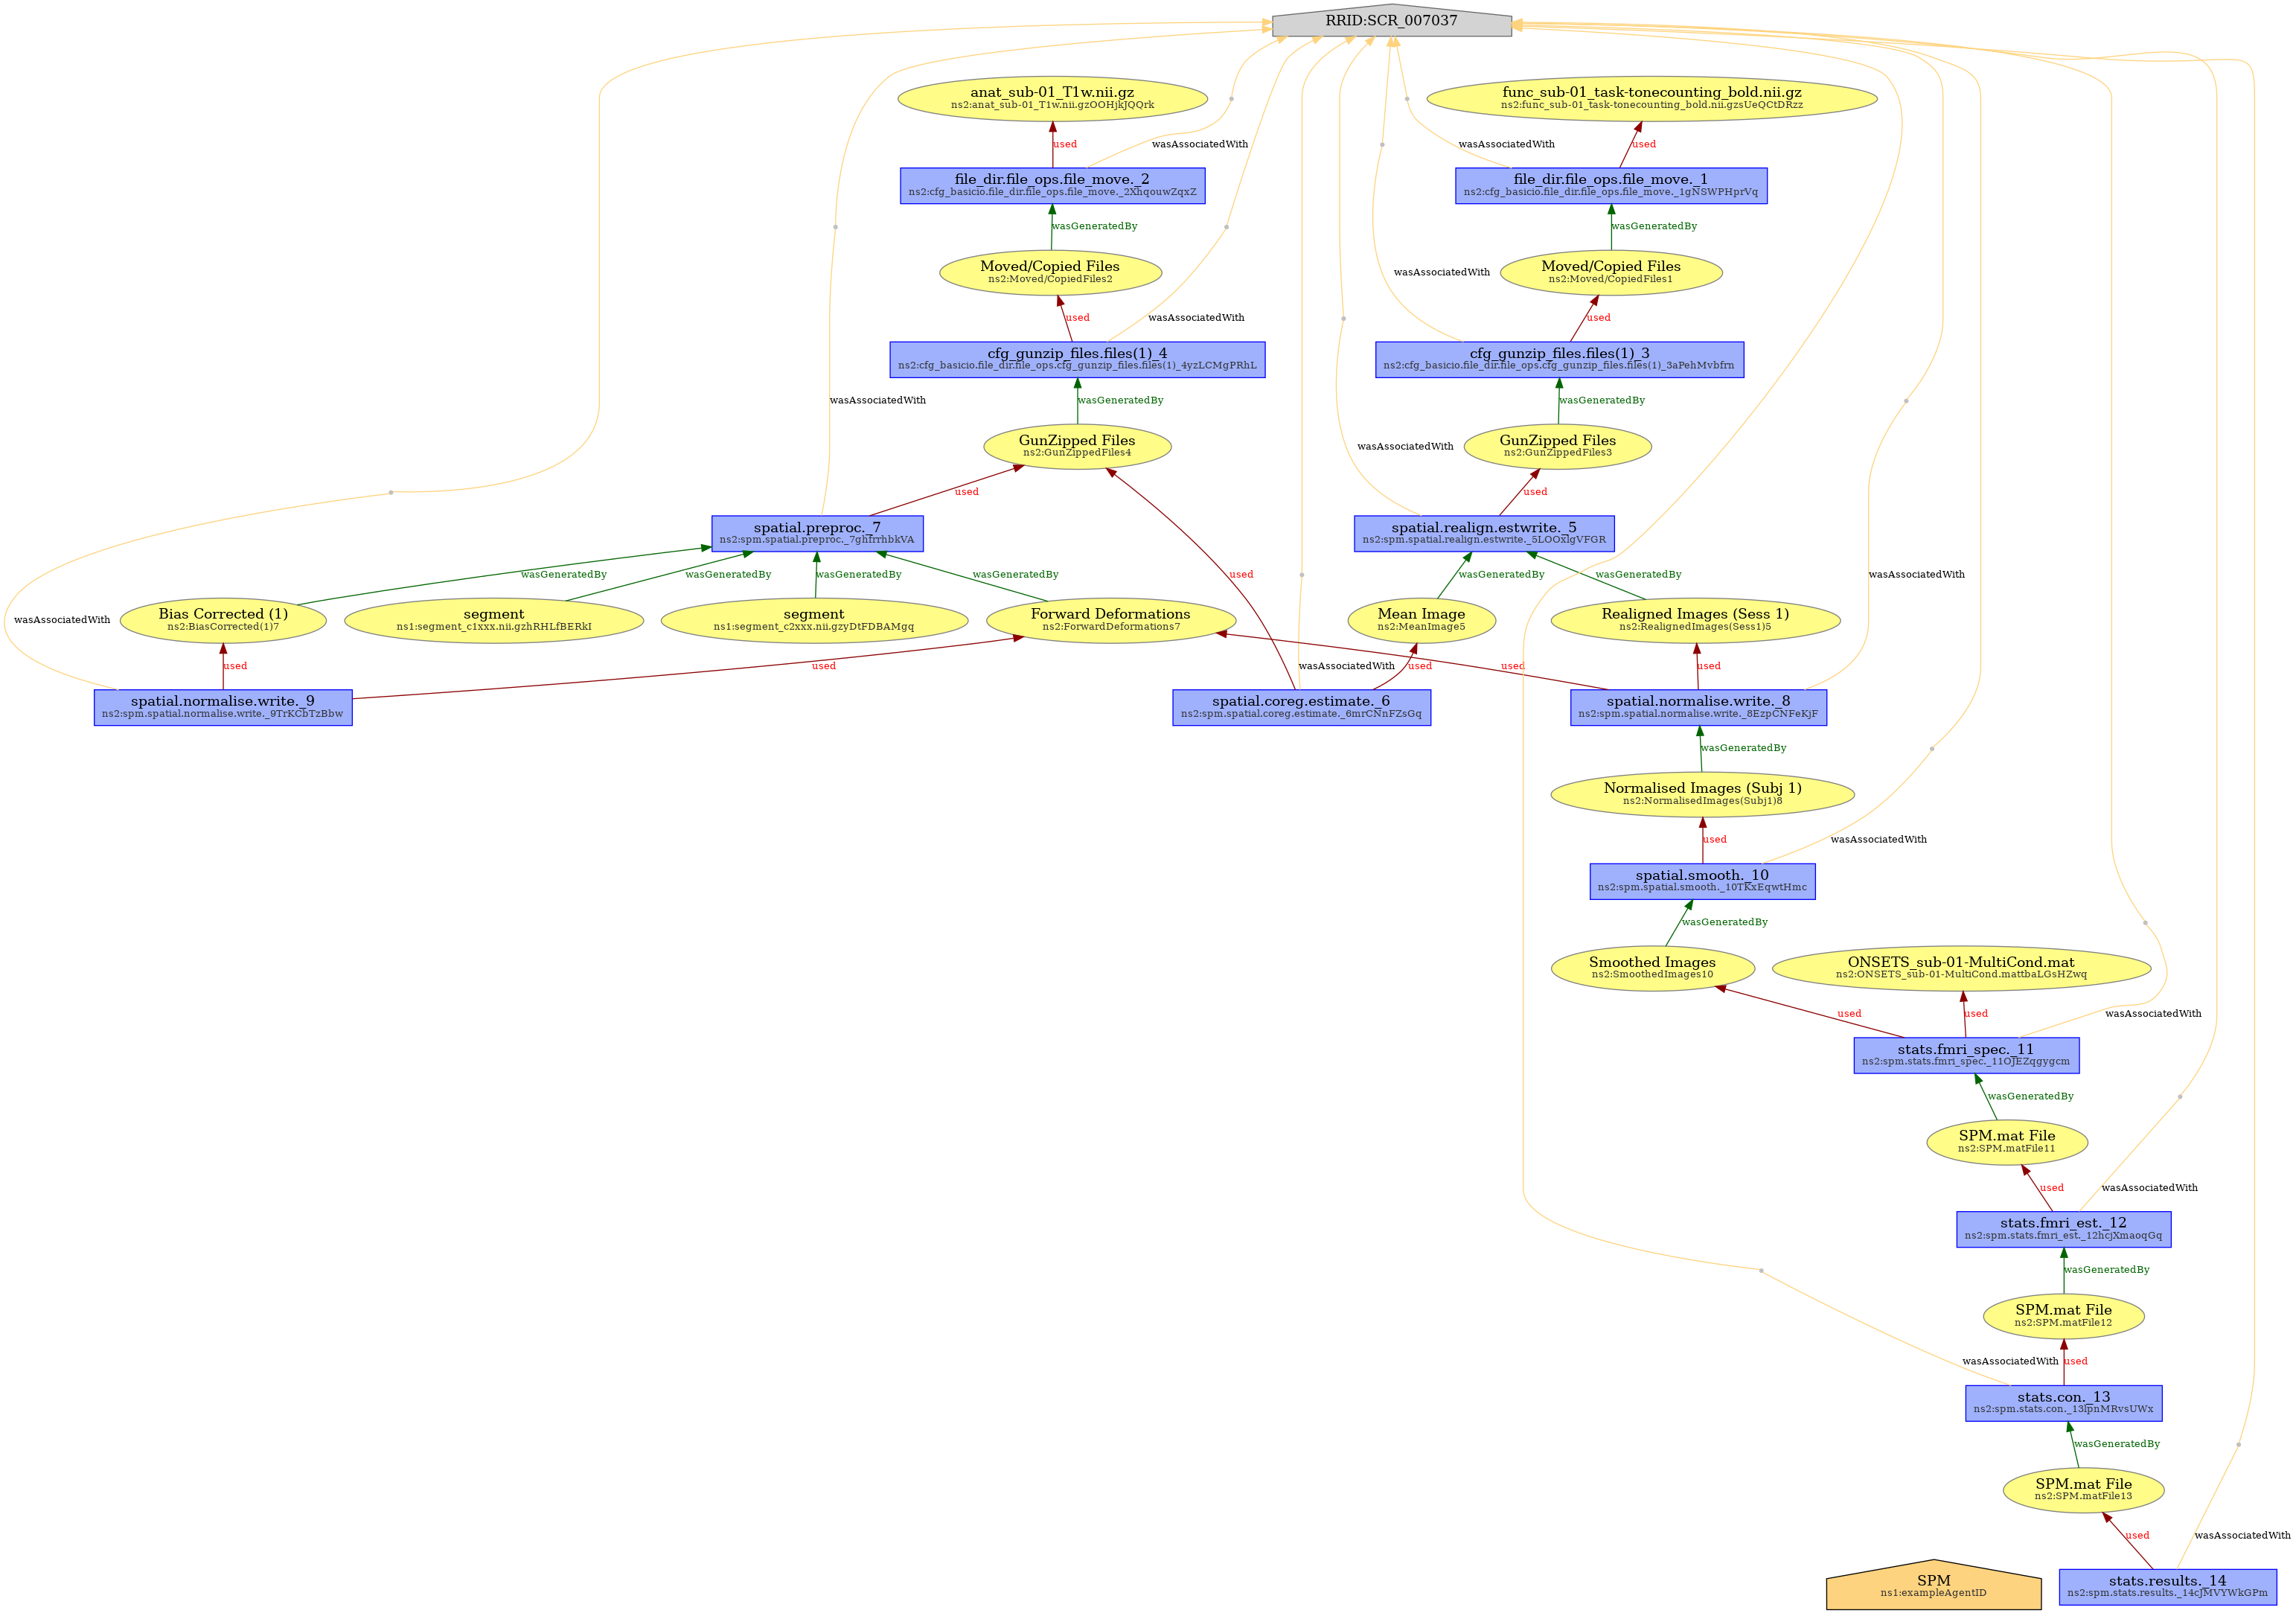 RRID:SCR_007037
anat_sub-01_T1w.nii.gz
ns2:anat_sub-01_T1w.nii.gzOOHjkJQQrk
func_sub-01_task-tonecounting_bold.nii.gz
ns2:func_sub-01_task-tonecounting_bold.nii.gzsUeQCtDRzz
used
wasAssociatedWith
wasAssociatedWith
used
file_dir.file_ops.file_move._2
ns2:cfg_basicio.file_dir.file_ops.file_move._2XhqouwZqxZ
file_dir.file_ops.file_move._1
ns2:cfg_basicio.file_dir.file_ops.file_move._1gNSWPHprVq
wasGeneratedBy
wasGeneratedBy
Moved/Copied Files
ns2:Moved/CopiedFiles2
wasAssociatedWith
Moved/Copied Files
ns2:Moved/CopiedFiles1
used
wasAssociatedWith
used
cfg_gunzip_files.files(1)_4
ns2:cfg_basicio.file_dir.file_ops.cfg_gunzip_files.files(1)_4yzLCMgPRhL
cfg_gunzip_files.files(1)_3
ns2:cfg_basicio.file_dir.file_ops.cfg_gunzip_files.files(1)_3aPehMvbfrn
wasAssociatedWith
wasGeneratedBy
wasGeneratedBy
GunZipped Files
ns2:GunZippedFiles4
wasAssociatedWith
GunZipped Files
ns2:GunZippedFiles3
used
used
spatial.preproc._7
ns2:spm.spatial.preproc._7ghfrrhbkVA
spatial.realign.estwrite._5
ns2:spm.spatial.realign.estwrite._5LOOxlgVFGR
wasGeneratedBy
wasGeneratedBy
wasGeneratedBy
wasGeneratedBy
used
wasGeneratedBy
wasGeneratedBy
wasAssociatedWith
wasAssociatedWith
Bias Corrected (1)
ns2:BiasCorrected(1)7
segment
ns1:segment_c1xxx.nii.gzhRHLfBERkI
segment
ns1:segment_c2xxx.nii.gzyDtFDBAMgq
Forward Deformations
ns2:ForwardDeformations7
Mean Image
ns2:MeanImage5
Realigned Images (Sess 1)
ns2:RealignedImages(Sess1)5
used
used
wasAssociatedWith
used
used
used
spatial.normalise.write._9
ns2:spm.spatial.normalise.write._9TrKCbTzBbw
spatial.coreg.estimate._6
ns2:spm.spatial.coreg.estimate._6mrCNnFZsGq
spatial.normalise.write._8
ns2:spm.spatial.normalise.write._8EzpCNFeKjF
wasGeneratedBy
Normalised Images (Subj 1)
ns2:NormalisedImages(Subj1)8
used
wasAssociatedWith
spatial.smooth._10
ns2:spm.spatial.smooth._10TKxEqwtHmc
wasGeneratedBy
Smoothed Images
ns2:SmoothedImages10
ONSETS_sub-01-MultiCond.mat
ns2:ONSETS_sub-01-MultiCond.mattbaLGsHZwq
used
used
wasAssociatedWith
stats.fmri_spec._11
ns2:spm.stats.fmri_spec._11OJEZqgygcm
wasGeneratedBy
SPM.mat File
ns2:SPM.matFile11
used
wasAssociatedWith
stats.fmri_est._12
ns2:spm.stats.fmri_est._12hcjXmaoqGq
wasGeneratedBy
SPM.mat File
ns2:SPM.matFile12
wasAssociatedWith
used
stats.con._13
ns2:spm.stats.con._13lpnMRvsUWx
wasGeneratedBy
SPM.mat File
ns2:SPM.matFile13
used
wasAssociatedWith
SPM
ns1:exampleAgentID
stats.results._14
ns2:spm.stats.results._14cJMVYWkGPm